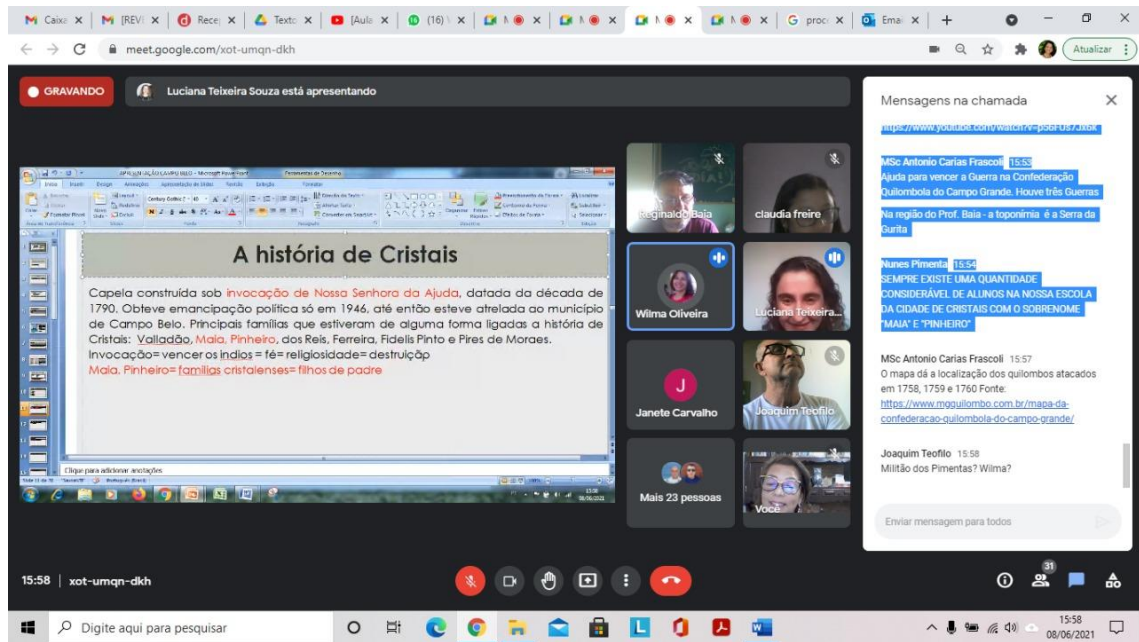 Caixa
[REVI
Rece
Texto
[Aula
(16)
proc
Emai
meet.google.com/xot-umqn-dkh
Atualizar
GRAVANDO
Luciana Teixeira Souza está apresentando
A história de Cristais
Capela construída sob invocação de Nossa Senhora da Ajuda, datada da década de
1790. Obteve emancipação política só em 1946, até então esteve atrelada ao município
de Campo Belo. Principais famílias que estiveram de alguma forma ligadas a história de
Cristais: Valladão, Maia, Pinheiro, dos Reis, Ferreira, Fidelis Pinto e Pires de Moraes.
Invocação= vencer os índios = fé= religiosidade= destruição
Maia, Pinheiro= famílias cristalenses= filhos de padre
Clique para adicionar anotações
Reginaldo Baia
claudia freire
Wilma Oliveira
Luciana Teixeira...
J
Janete Carvalho
Joaquim Teofilo
Mais 23 pessoas
Você
Mensagens na chamada
MSc Antonio Carias Frascoli 15:53
Ajuda para vencer a Guerra na Confederação
Quilombola do Campo Grande. Houve três Guerras
Na região do Prof. Baia - a toponímia é a Serra da
Gurita
Nunes Pimenta 15:54
SEMPRE EXISTE UMA QUANTIDADE
CONSIDERÁVEL DE ALUNOS NA NOSSA ESCOLA
DA CIDADE DE CRISTAIS COM O SOBRENOME
"MAIA" E "PINHEIRO"
MSc Antonio Carias Frascoli 15:57
O mapa dá a localização dos quilombos atacados
em 1758, 1759 e 1760 Fonte:
https://www.mgquilombo.com.br/mapa-da-
confederacao-quilombola-do-campo-grande/
Joaquim Teofilo 15:58
Militão dos Pimentas? Wilma?
Enviar mensagem para todos
15:58 | xot-umqn-dkh
31
Digite aqui para pesquisar
15:58
08/06/2021